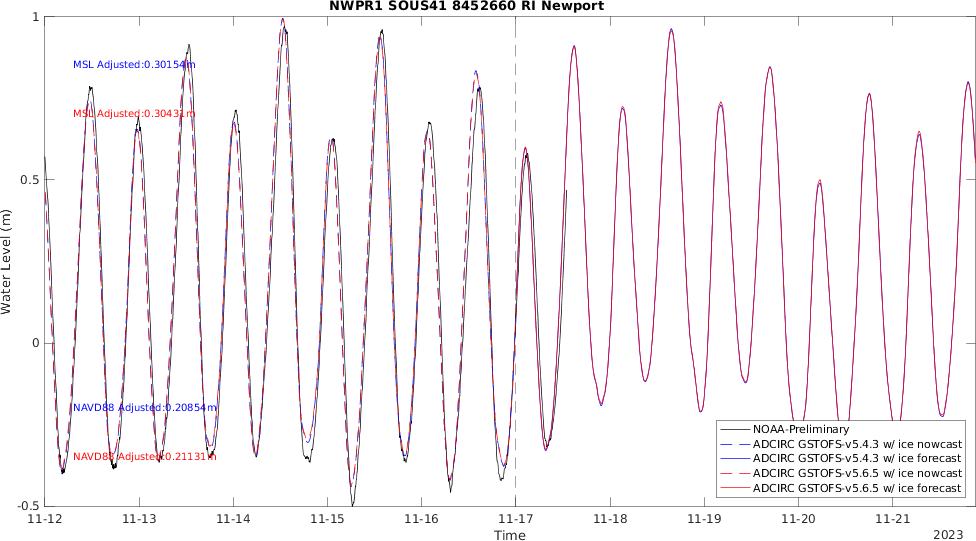 NWPR1 SOUS41 8452660 RI Newport
1
MSL Adjusted:0.30154m
MSL Adjusted:0.30431m
0.5
Water Level (m)
0
NAVD88 Adjusted:0.20854m
NAVD88 Adjusted:0.21131m
NOAA-Preliminary
ADCIRC GSTOFS-v5.4.3 w/ ice nowcast
ADCIRC GSTOFS-v5.4.3 w/ ice forecast
ADCIRC GSTOFS-v5.6.5 w/ ice nowcast
ADCIRC GSTOFS-v5.6.5 w/ ice forecast
-0.5
11-12 11-13 11-14 11-15 11-16 11-17 11-18 11-19 11-20 11-21
Time
2023